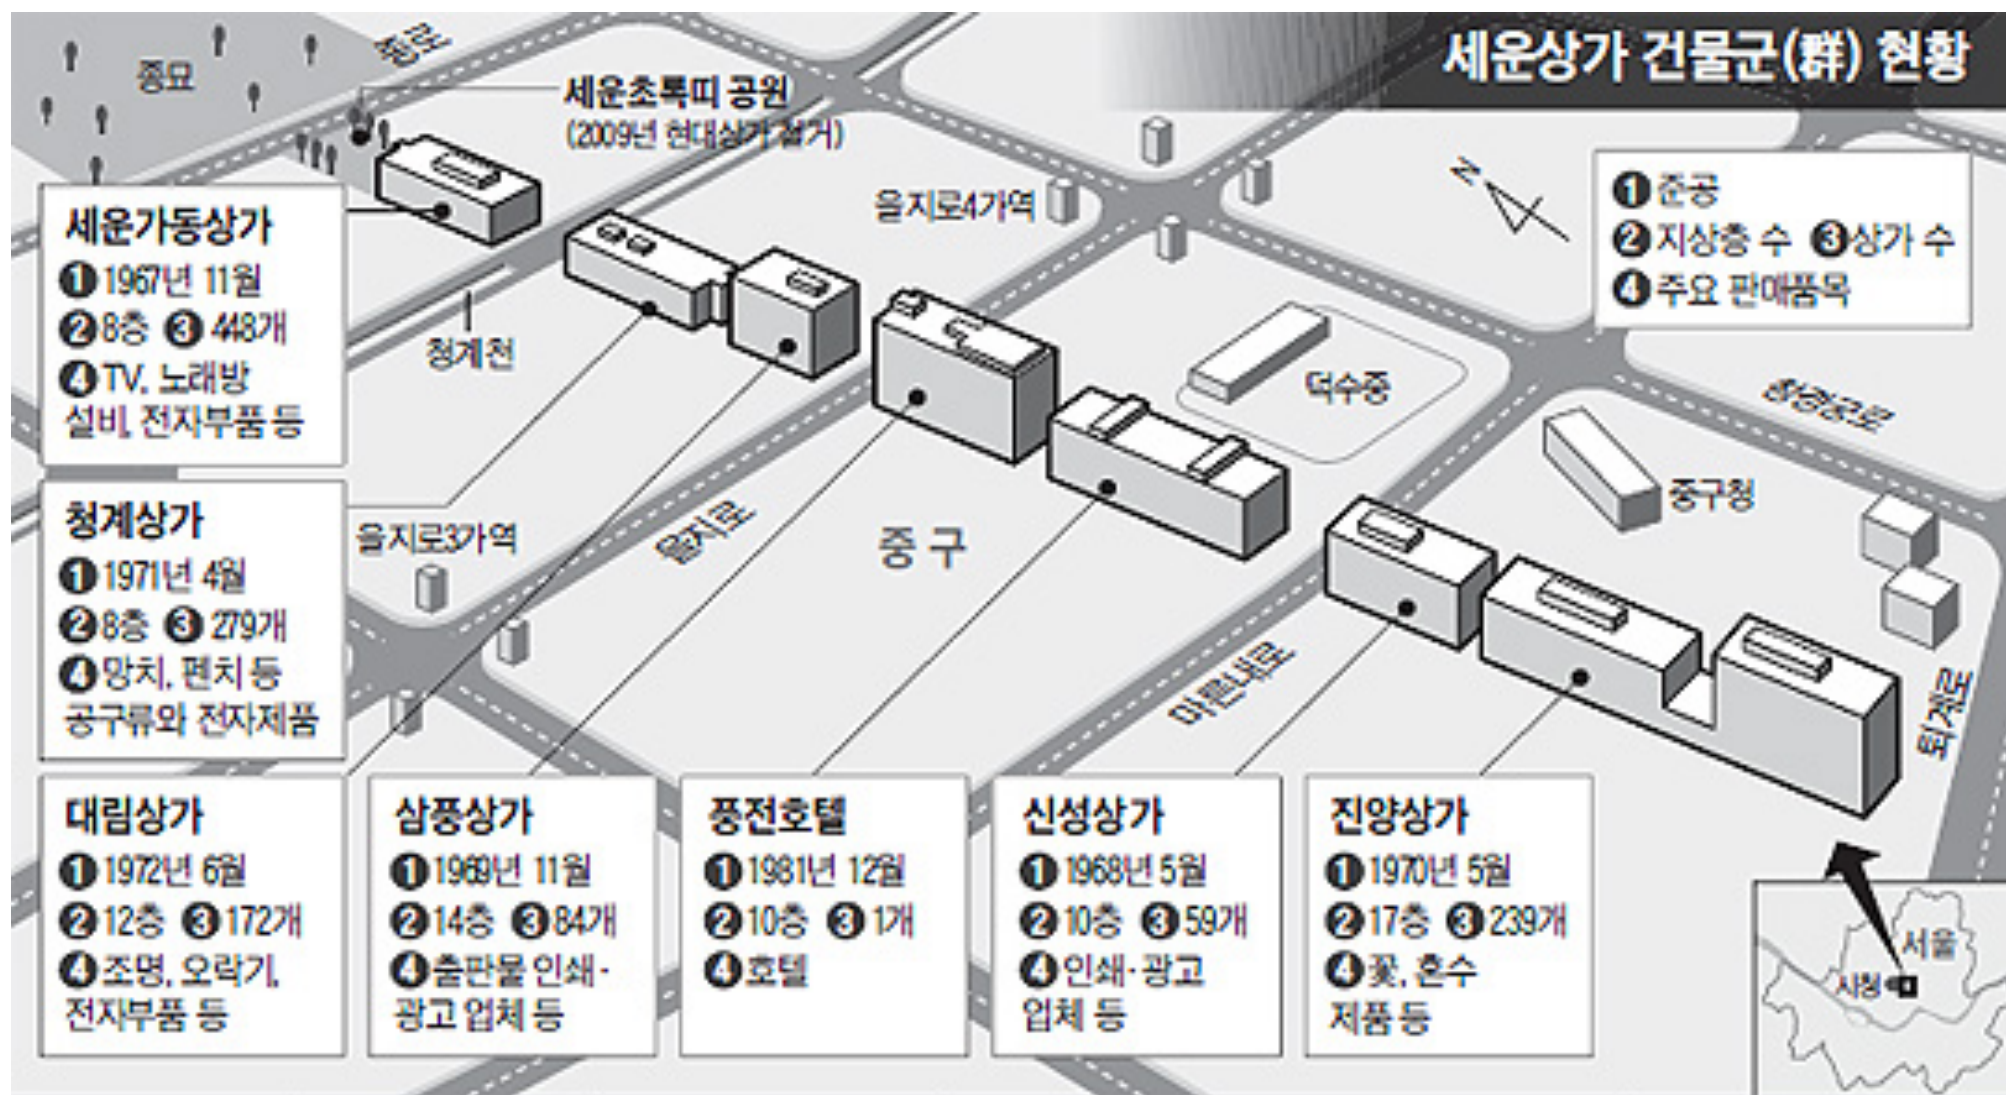 세운상가 건물군(群) 현황
종묘
종로
세운초록띠 공원
(2009년 현대상가 철거)
을지로4가역
N
❶준공
❷지상층 수 ❸상가 수
❹주요 판매품목
세운가동상가
❶1967년 11월
❷8층 ❸448개
❹TV, 노래방
설비, 전자부품 등
청계천
덕수중
창경궁로
중구청
청계상가
❶1971년 4월
❷8층 ❸279개
❹망치, 펜치 등
공구류와 전자제품
을지로3가역
을지로
중구
마른내로
퇴계로
대림상가
❶1972년 6월
❷12층 ❸172개
❹조명, 오락기,
전자부품 등
삼풍상가
❶1969년 11월
❷14층 ❸84개
❹출판물 인쇄·
광고 업체 등
풍전호텔
❶1981년 12월
❷10층 ❸1개
❹호텔
신성상가
❶1968년 5월
❷10층 ❸59개
❹인쇄·광고
업체 등
진양상가
❶1970년 5월
❷17층 ❸239개
❹꽃, 혼수
제품 등
서울
시청